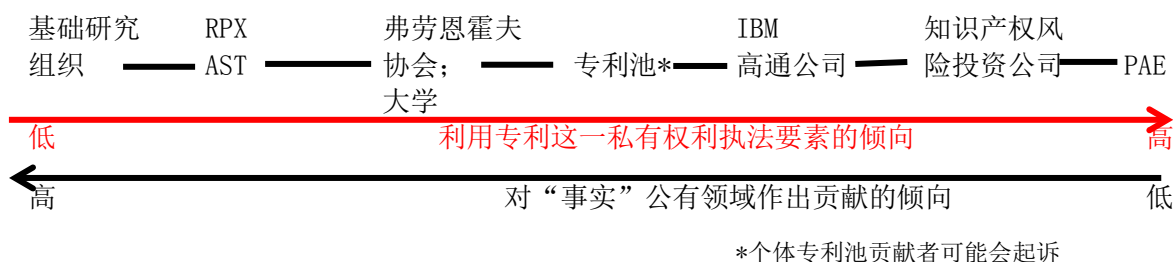 基础研究 组织
RPX AST
弗劳恩霍夫 协会； 大学
专利池*
IBM 高通公司
知识产权风 险投资公司
PAE
低 利用专利这一私有权利执法要素的倾向 高
高 对“事实”公有领域作出贡献的倾向 低
*个体专利池贡献者可能会起诉